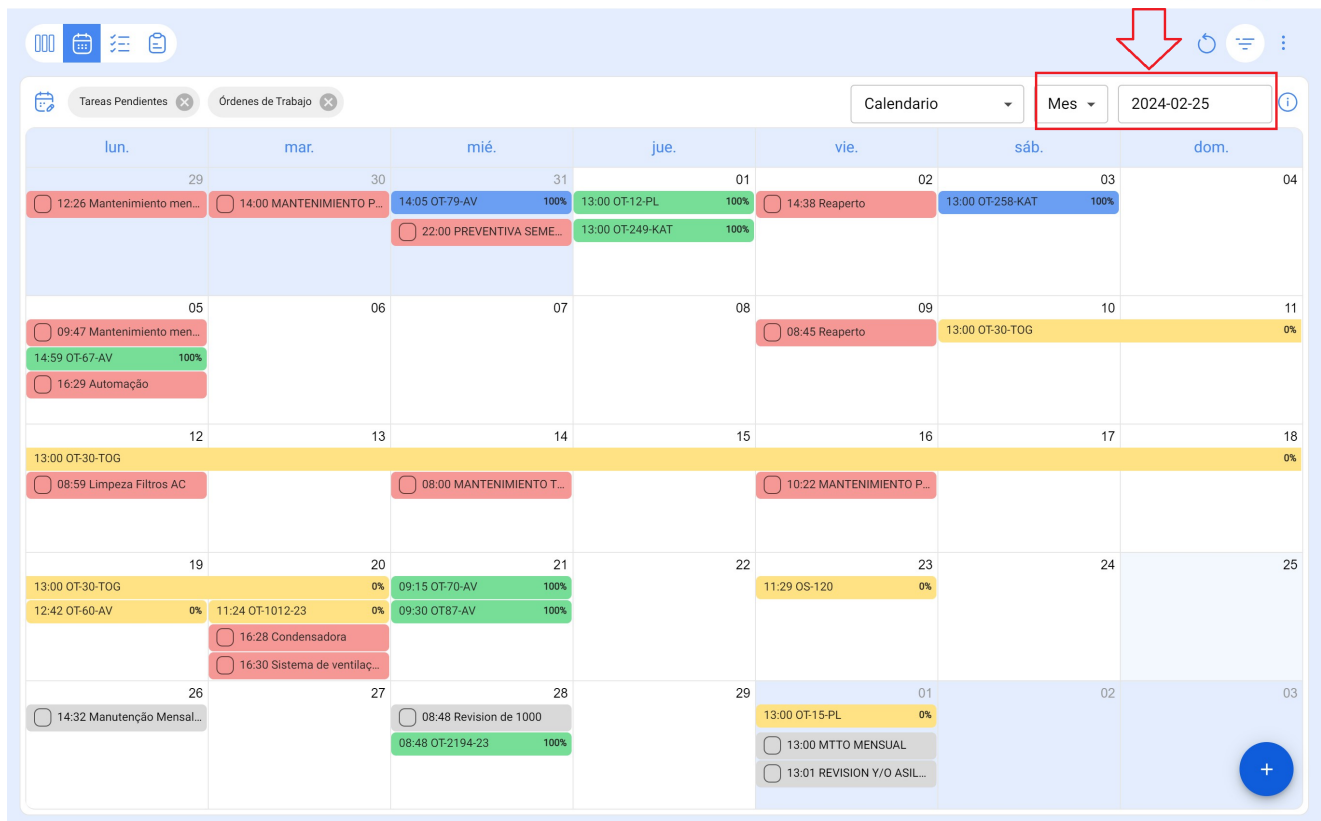 Tareas Pendientes Órdenes de Trabajo Calendario Mes 2024-02-25
lun. mar. mié. jue. vie. sáb. dom.
29 30 31 01 02 03 04
12:26 Mantenimiento men... 14:00 MANTENIMIENTO P... 14:05 OT-79-AV 100% 13:00 OT-12-PL 100% 14:38 Reaperto 13:00 OT-258-KAT 100%
22:00 PREVENTIVA SEME... 13:00 OT-249-KAT 100%
05 06 07 08 09 10 11
09:47 Mantenimiento men... 08:45 Reaperto 13:00 OT-30-TOG 0%
14:59 OT-67-AV 100%
16:29 Automação
12 13 14 15 16 17 18
13:00 OT-30-TOG 0%
08:59 Limpeza Filtros AC 08:00 MANTENIMIENTO T... 10:22 MANTENIMIENTO P...
19 20 21 22 23 24 25
13:00 OT-30-TOG 0% 09:15 OT-70-AV 100% 11:29 OS-120 0%
12:42 OT-60-AV 0% 11:24 OT-1012-23 0% 09:30 OT87-AV 100%
16:28 Condensadora
16:30 Sistema de ventilaç...
26 27 28 29 01 02 03
14:32 Manutenção Mensal... 08:48 Revision de 1000 13:00 OT-15-PL 0%
08:48 OT-2194-23 100% 13:00 MTTO MENSUAL
13:01 REVISION Y/O ASIL...